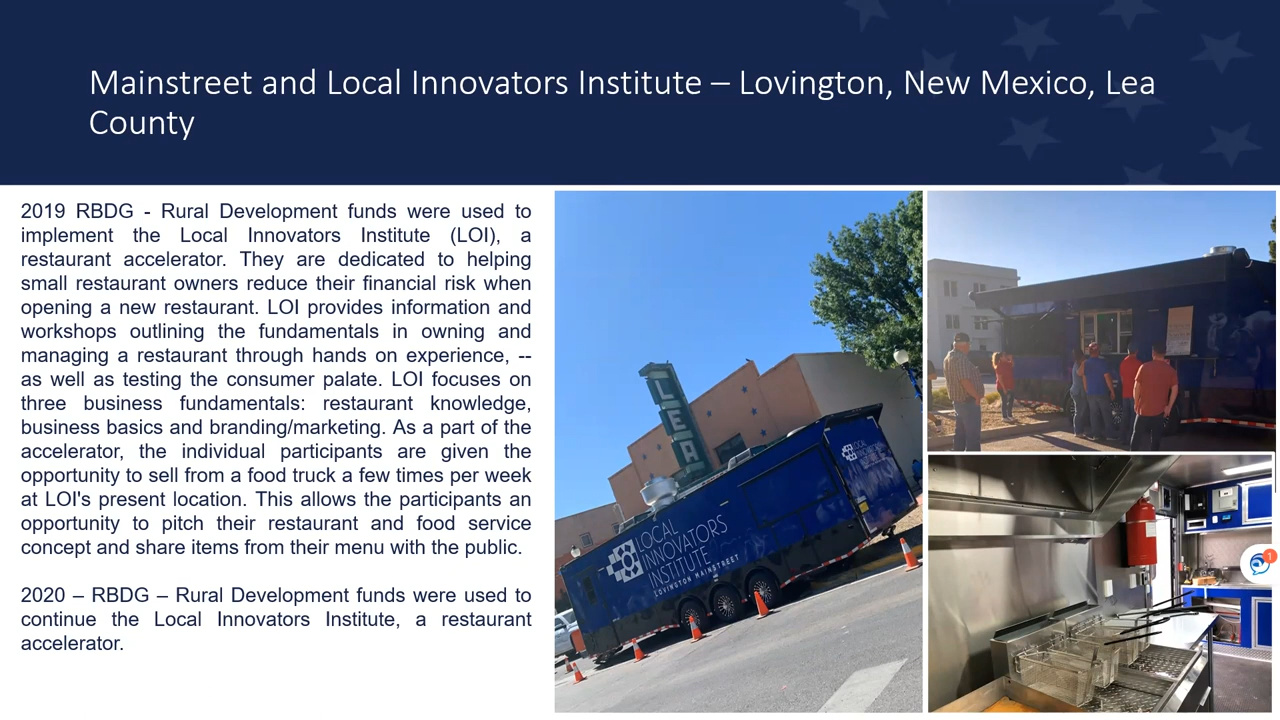 Mainstreet and Local Innovators Institute – Lovington, New Mexico, Lea
County
2019 RBDG - Rural Development funds were used to
implement the Local Innovators Institute (LOI), a
restaurant accelerator. They are dedicated to helping
small restaurant owners reduce their financial risk when
opening a new restaurant. LOI provides information and
workshops outlining the fundamentals in owning and
managing a restaurant through hands on experience, --
as well as testing the consumer palate. LOI focuses on
three business fundamentals: restaurant knowledge,
business basics and branding/marketing. As a part of the
accelerator, the individual participants are given the
opportunity to sell from a food truck a few times per week
at LOI's present location. This allows the participants an
opportunity to pitch their restaurant and food service
concept and share items from their menu with the public.
2020 – RBDG – Rural Development funds were used to
continue the Local Innovators Institute, a restaurant
accelerator.
LEA
LOCAL
INNOVATORS
INSTITUTE
LOVINGTON MAINSTREET
LOCAL
INNOVATORS
INSTITUTE
1